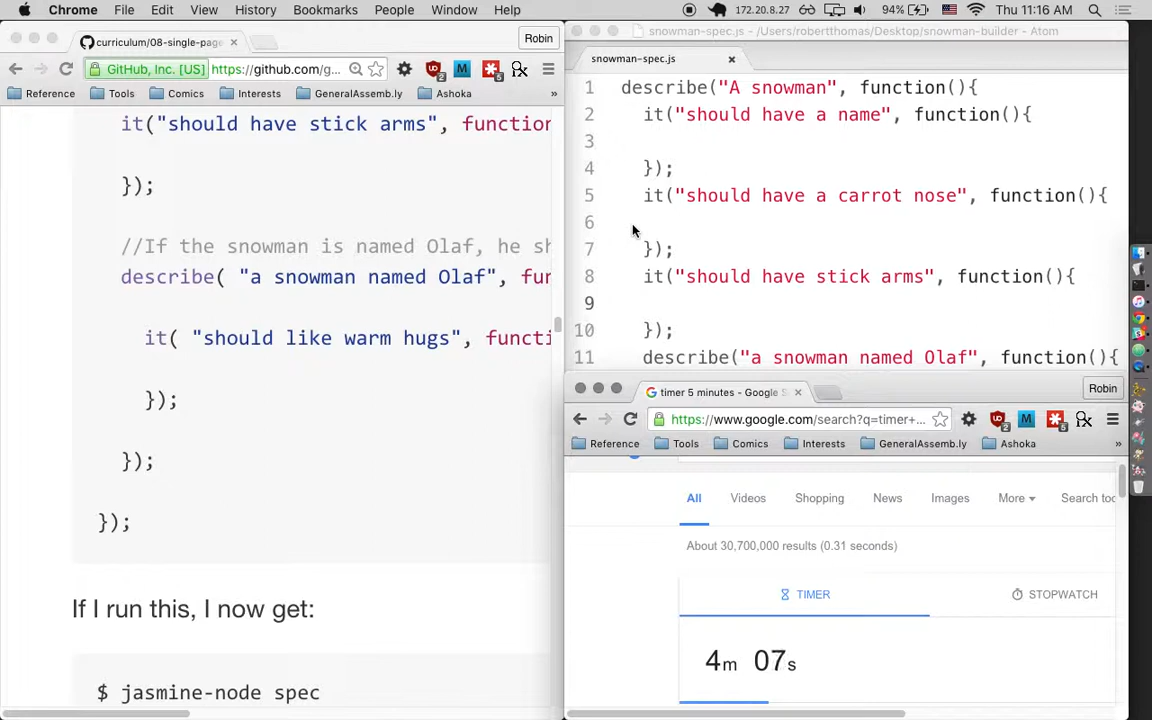 Chrome File Edit View History Bookmarks People Window Help 172.20.8.27 94% Thu 11:16 AM
curriculum/08-single-page Robin
GitHub, Inc. [US] https://github.com/g...
Reference Tools Comics Interests GeneralAssemb.ly Ashoka »
it("should have stick arms", function
});
//If the snowman is named Olaf, he sh
describe( "a snowman named Olaf", fun
it( "should like warm hugs", functi
});
});
});
If I run this, I now get:
$ jasmine-node spec
snowman-spec.js - /Users/robertthomas/Desktop/snowman-builder - Atom
snowman-spec.js
1 describe("A snowman", function(){
2 it("should have a name", function(){
3
4 });
5 it("should have a carrot nose", function(){
6
7 });
8 it("should have stick arms", function(){
9
10 });
11 describe("a snowman named Olaf", function(){
timer 5 minutes - Google S Robin
https://www.google.com/search?q=timer+...
Reference Tools Comics Interests GeneralAssemb.ly Ashoka »
All Videos Shopping News Images More Search too
About 30,700,000 results (0.31 seconds)
TIMER STOPWATCH
4m 07s